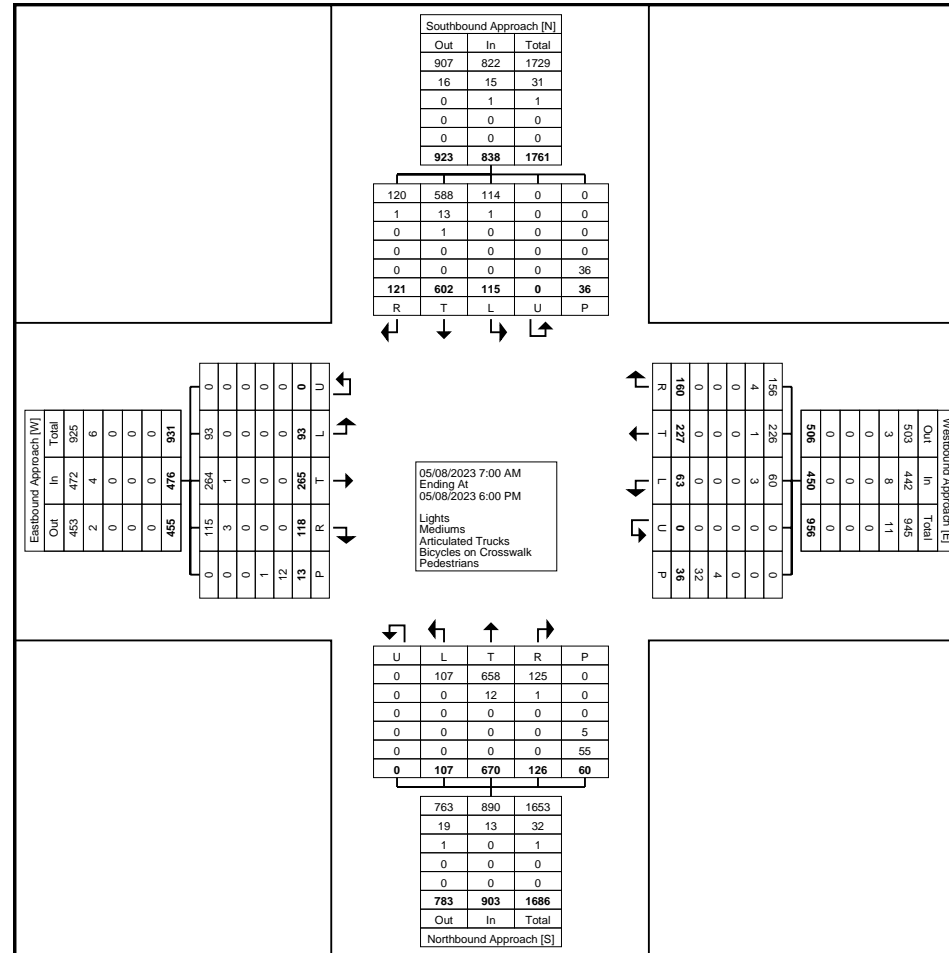 Southbound Approach [N]
Out In Total
907 822 1729
16 15 31
0 1 1
0 0 0
0 0 0
923 838 1761
120 588 114 0 0
1 13 1 0 0
0 1 0 0 0
0 0 0 0 0
0 0 0 0 36
121 602 115 0 36
R T L U P
Eastbound Approach [W]
Total In Out
925 472 453
6 4 2
0 0 0
0 0 0
0 0 0
931 476 455
0 93 264 115 0
0 0 1 3 0
0 0 0 0 0
0 0 0 0 1
0 0 0 0 12
0 93 265 118 13
U L T R P
05/08/2023 7:00 AM
Ending At
05/08/2023 6:00 PM
Lights
Mediums
Articulated Trucks
Bicycles on Crosswalk
Pedestrians
R T L U P
160 227 63 0 36
0 0 0 0 32
0 0 0 0 4
0 0 0 0 0
4 1 3 0 0
156 226 60 0 0
506 450 956
0 0 0
0 0 0
0 0 0
3 8 11
503 442 945
Out In Total
Westbound Approach [E]
U L T R P
0 107 658 125 0
0 0 12 1 0
0 0 0 0 0
0 0 0 0 5
0 0 0 0 55
0 107 670 126 60
763 890 1653
19 13 32
1 0 1
0 0 0
0 0 0
783 903 1686
Out In Total
Northbound Approach [S]